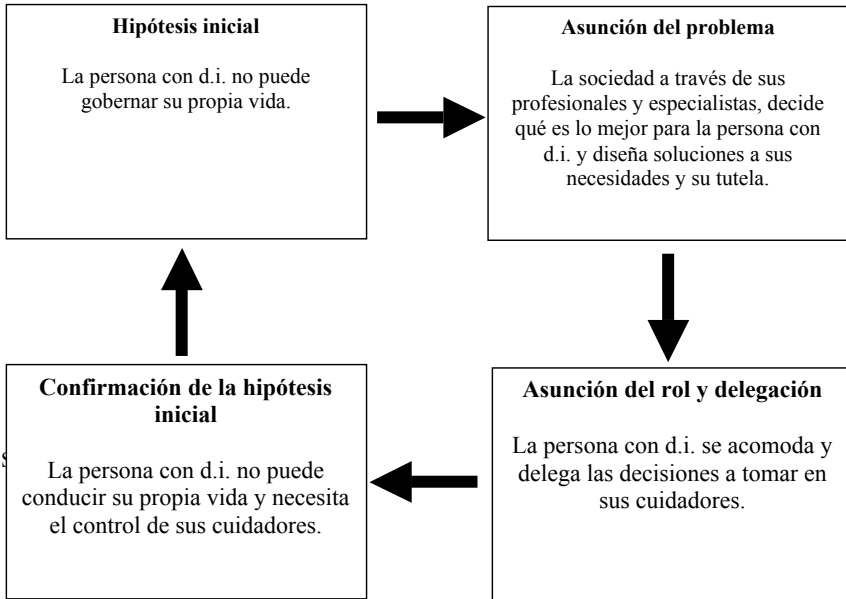 Hipótesis inicial
La persona con d.i. no puede
gobernar su propia vida.
Asunción del problema
La sociedad a través de sus
profesionales y especialistas, decide
qué es lo mejor para la persona con
d.i. y diseña soluciones a sus
necesidades y su tutela.
Asunción del rol y delegación
La persona con d.i. se acomoda y
delega las decisiones a tomar en
sus cuidadores.
Confirmación de la hipótesis
inicial
La persona con d.i. no puede
conducir su propia vida y necesita
el control de sus cuidadores.